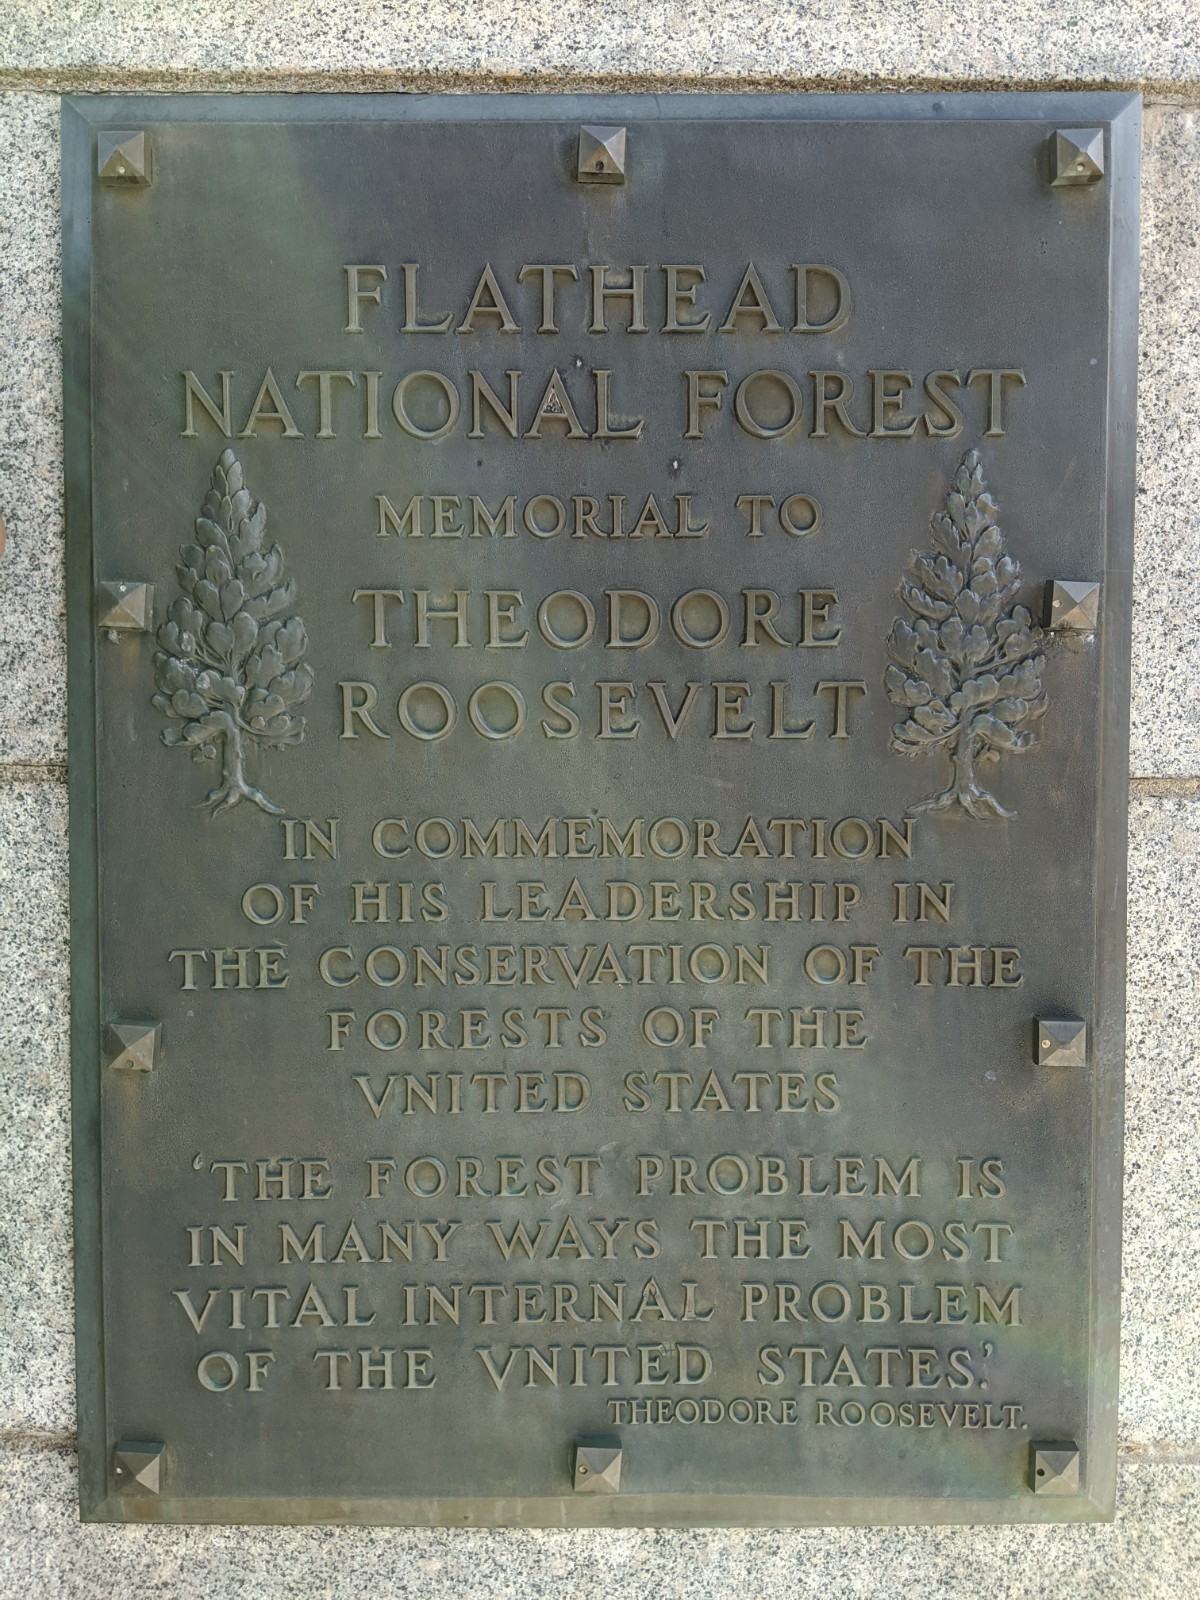 FLATHEAD
NATIONAL FOREST
MEMORIAL TO
THEODORE
ROOSEVELT
IN COMMEMORATION
OF HIS LEADERSHIP IN
THE CONSERVATION OF THE
FORESTS OF THE
VNITED STATES
‘THE FOREST PROBLEM IS
IN MANY WAYS THE MOST
VITAL INTERNAL PROBLEM
OF THE VNITED STATES.’
THEODORE ROOSEVELT.